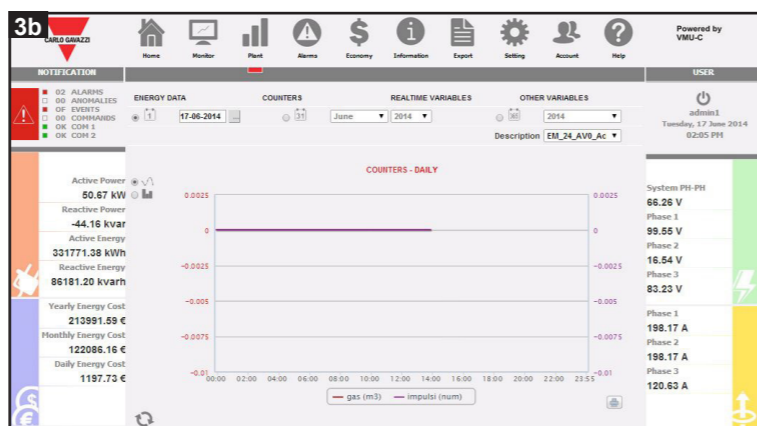 3b
CARLO GAVAZZI
Home Monitor Plant Alarms Economy Information Export Setting Account Help
Powered by
VMU-C
NOTIFICATION
USER
02 ALARMS
00 ANOMALIES
OF EVENTS
00 COMMANDS
OK COM 1
OK COM 2
ENERGY DATA COUNTERS REALTIME VARIABLES OTHER VARIABLES
1 17-06-2014 ... 31 June 2014 XII 2014
Description EM_24_AV0_Ac
admin1
Tuesday, 17 June 2014
02:05 PM
Active Power
50.67 kW
Reactive Power
-44.16 kvar
Active Energy
331771.38 kWh
Reactive Energy
86181.20 kvarh
Yearly Energy Cost
213991.59 €
Monthly Energy Cost
122086.16 €
Daily Energy Cost
1197.73 €
$
€
COUNTERS - DAILY
0.0025 0.0025
0 0
-0.0025 -0.0025
-0.005 -0.005
-0.0075 -0.0075
-0.01 -0.01
00:00 02:00 04:00 06:00 08:00 10:00 12:00 14:00 16:00 18:00 20:00 22:00 23:55
gas (m3) impulsi (num)
System PH-PH
66.26 V
Phase 1
99.55 V
Phase 2
16.54 V
Phase 3
83.23 V
Phase 1
198.17 A
Phase 2
198.17 A
Phase 3
120.63 A